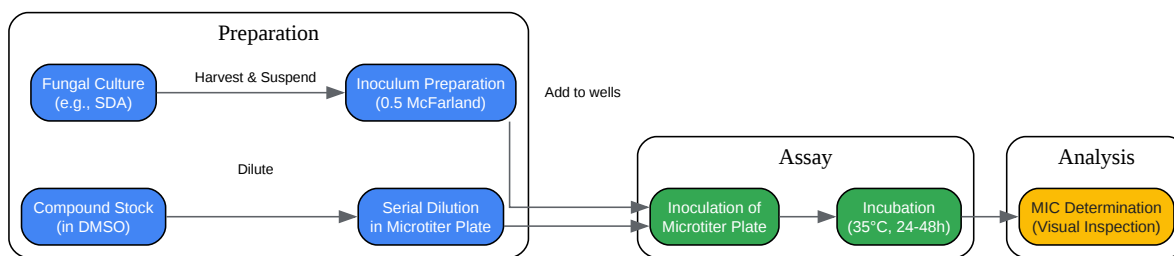 Preparation
Fungal Culture
(e.g., SDA)
Harvest & Suspend
Inoculum Preparation
(0.5 McFarland)
Add to wells
Compound Stock
(in DMSO)
Dilute
Serial Dilution
in Microtiter Plate
Assay
Inoculation of
Microtiter Plate
Incubation
(35°C, 24-48h)
Analysis
MIC Determination
(Visual Inspection)